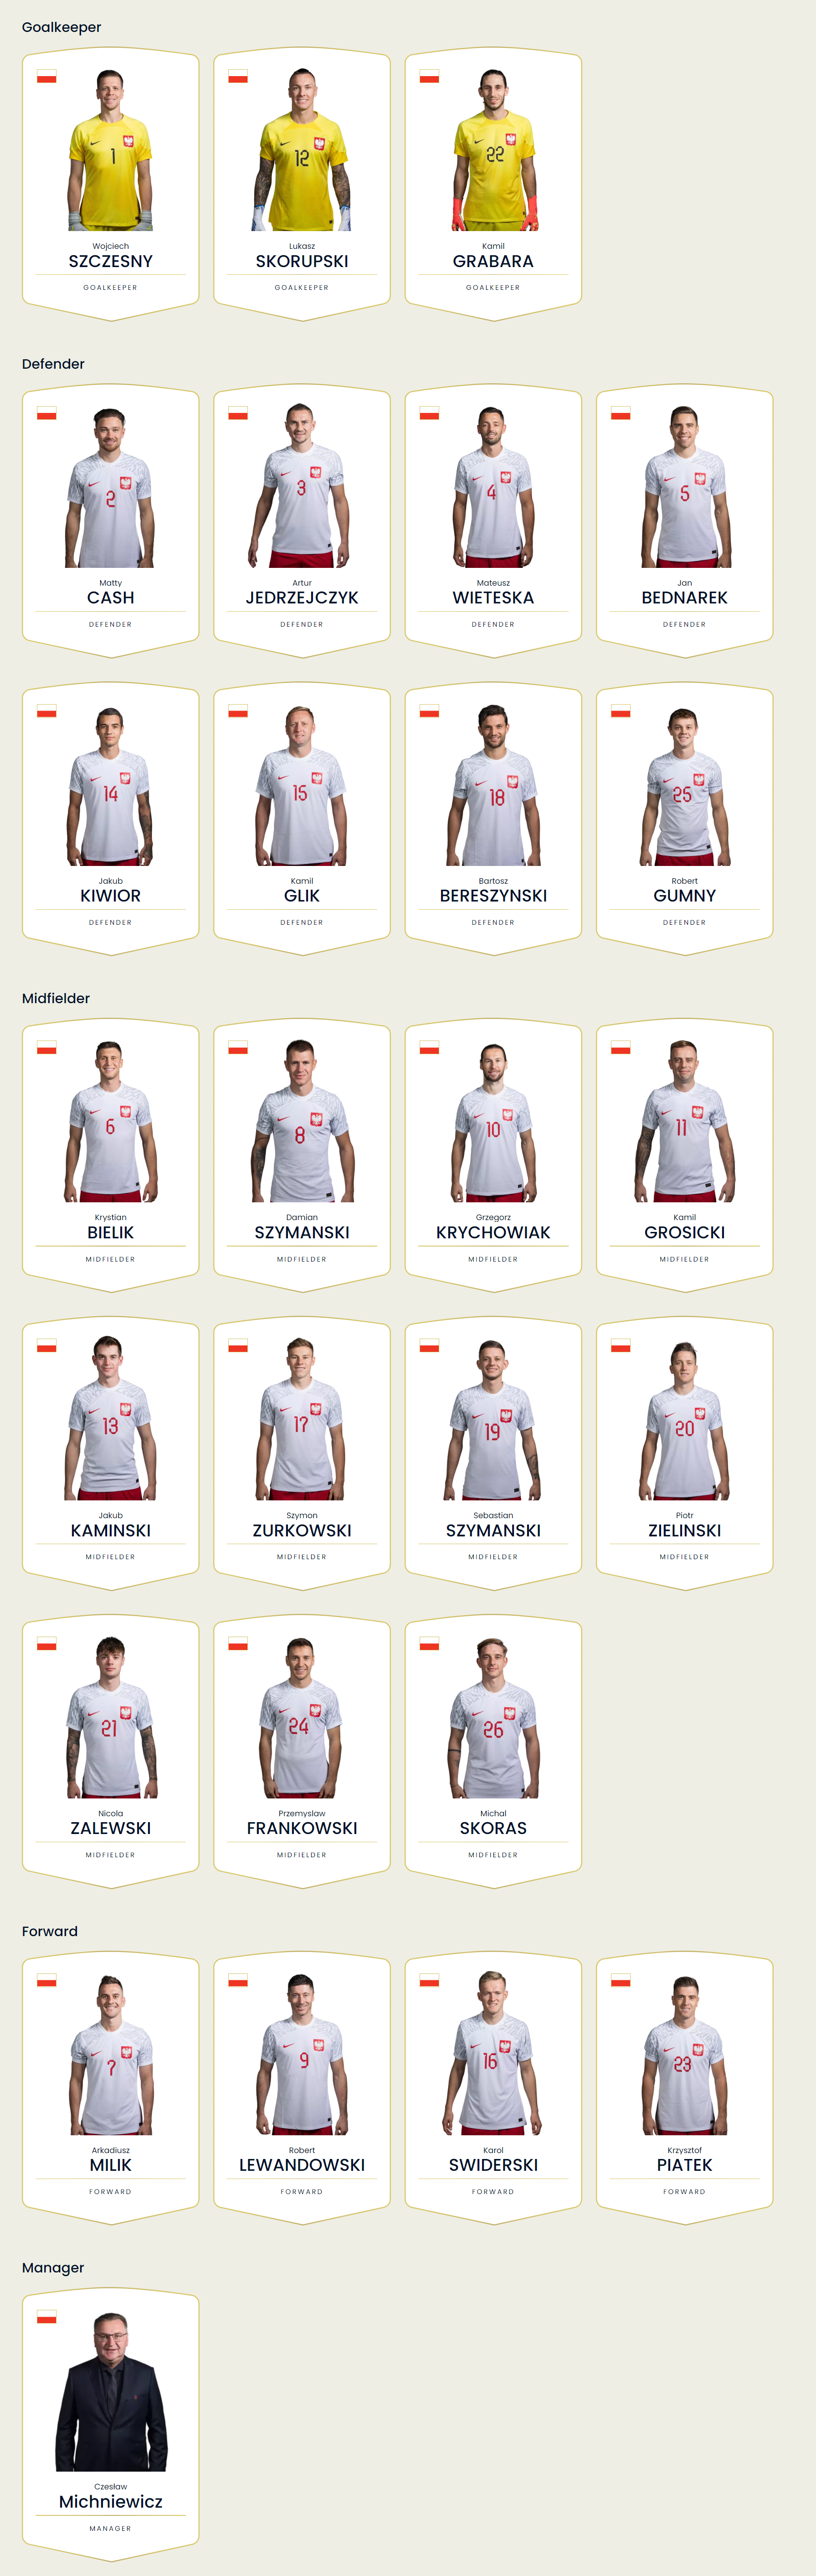 Goalkeeper
1
12
22
Wojciech
SZCZESNY
GOALKEEPER
Lukasz
SKORUPSKI
GOALKEEPER
Kamil
GRABARA
GOALKEEPER
Defender
2
3
4
5
Matty
CASH
DEFENDER
Artur
JEDRZEJCZYK
DEFENDER
Mateusz
WIETESKA
DEFENDER
Jan
BEDNAREK
DEFENDER
14
15
18
25
Jakub
KIWIOR
DEFENDER
Kamil
GLIK
DEFENDER
Bartosz
BERESZYNSKI
DEFENDER
Robert
GUMNY
DEFENDER
Midfielder
6
8
10
11
Krystian
BIELIK
MIDFIELDER
Damian
SZYMANSKI
MIDFIELDER
Grzegorz
KRYCHOWIAK
MIDFIELDER
Kamil
GROSICKI
MIDFIELDER
13
17
19
20
Jakub
KAMINSKI
MIDFIELDER
Szymon
ZURKOWSKI
MIDFIELDER
Sebastian
SZYMANSKI
MIDFIELDER
Piotr
ZIELINSKI
MIDFIELDER
21
24
26
Nicola
ZALEWSKI
MIDFIELDER
Przemyslaw
FRANKOWSKI
MIDFIELDER
Michal
SKORAS
MIDFIELDER
Forward
7
9
16
23
Arkadiusz
MILIK
FORWARD
Robert
LEWANDOWSKI
FORWARD
Karol
SWIDERSKI
FORWARD
Krzysztof
PIATEK
FORWARD
Manager
Czesław
Michniewicz
MANAGER